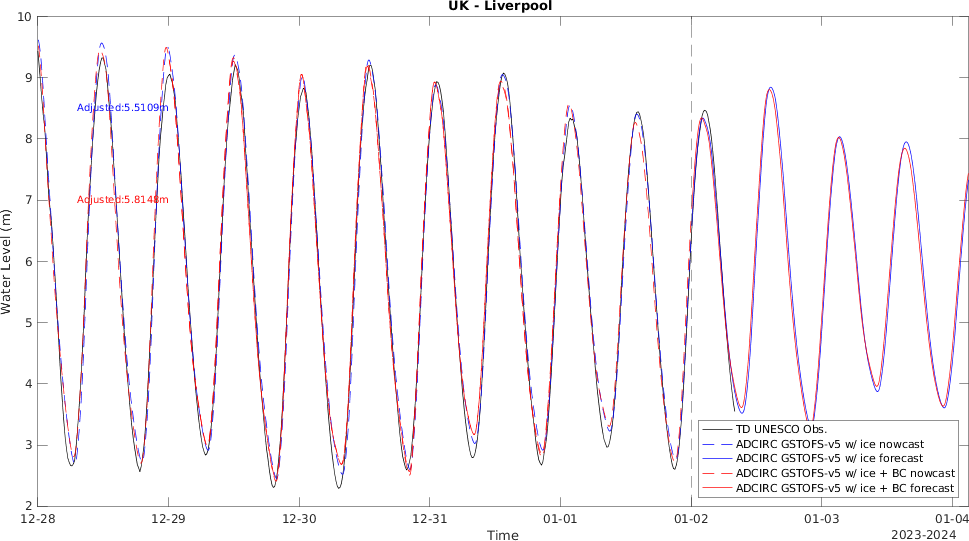 UK - Liverpool
10
9
8
7
6
5
4
3
2
Water Level (m)
Adjusted:5.5109m
Adjusted:5.8148m
TD UNESCO Obs.
ADCIRC GSTOFS-v5 w/ ice nowcast
ADCIRC GSTOFS-v5 w/ ice forecast
ADCIRC GSTOFS-v5 w/ ice + BC nowcast
ADCIRC GSTOFS-v5 w/ ice + BC forecast
12-28 12-29 12-30 12-31 01-01 01-02 01-03 01-04
Time
2023-2024